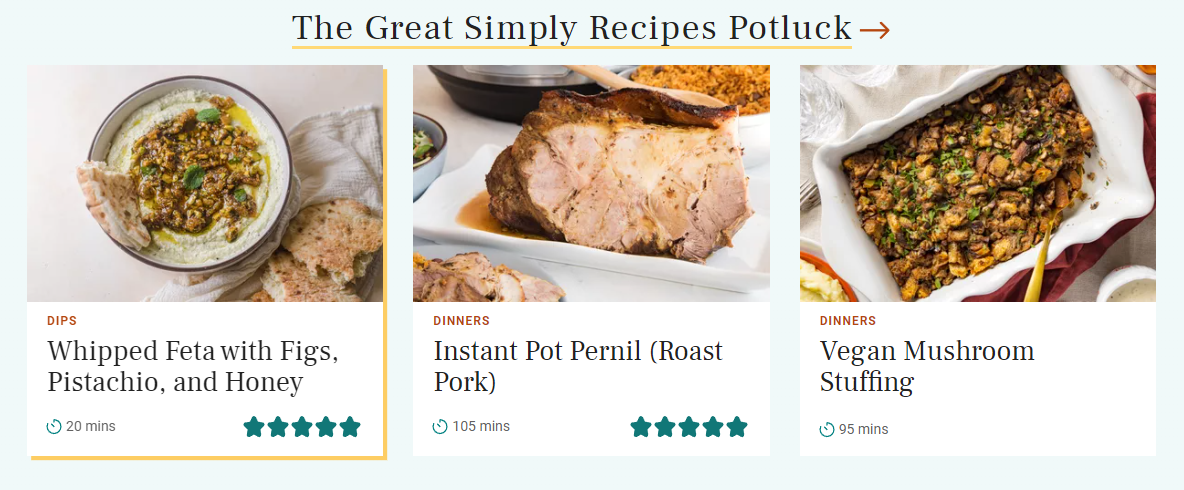 The Great Simply Recipes Potluck
DIPS
Whipped Feta with Figs,
Pistachio, and Honey
20 mins
DINNERS
Instant Pot Pernil (Roast
Pork)
105 mins
DINNERS
Vegan Mushroom
Stuffing
95 mins